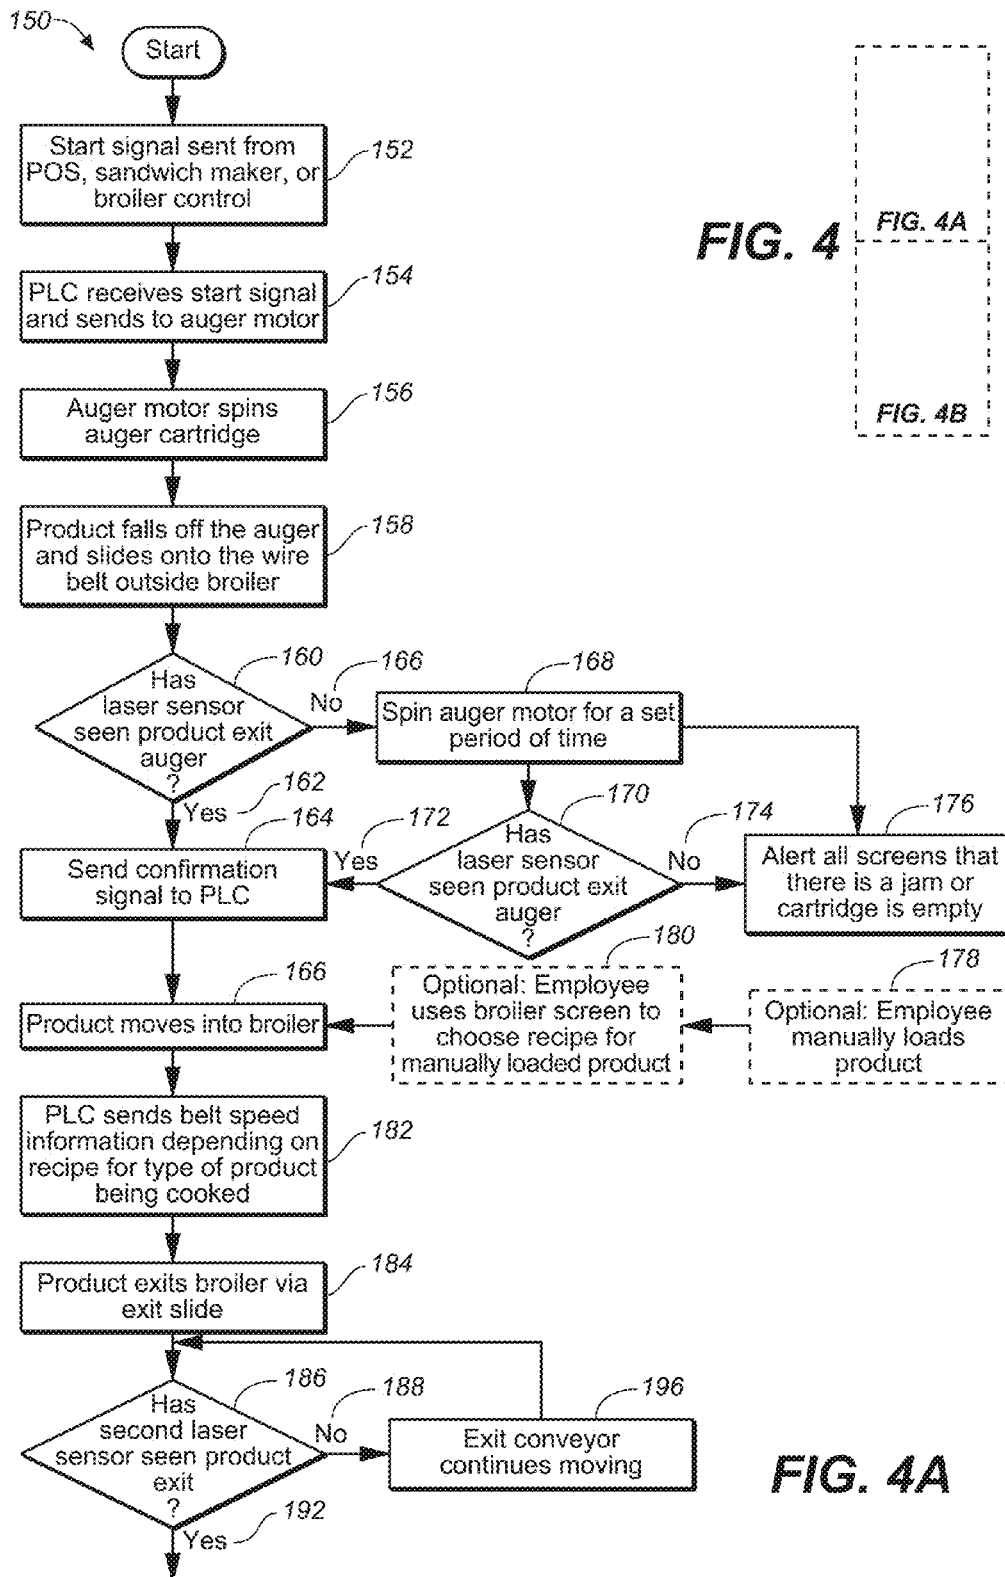 150
Start
Start signal sent from
POS, sandwich maker, or
broiler control
152
FIG. 4
FIG. 4A
FIG. 4B
PLC receives start signal
and sends to auger motor
154
Auger motor spins
auger cartridge
156
Product falls off the auger
and slides onto the wire
belt outside broiler
158
Has
laser sensor
seen product exit
auger
?
160
No
166
Spin auger motor for a set
period of time
168
Yes
162
Send confirmation
signal to PLC
164
Has
laser sensor
seen product exit
auger
?
170
Yes
172
No
174
Alert all screens that
there is a jam or
cartridge is empty
176
Product moves into broiler
166
Optional: Employee
uses broiler screen to
choose recipe for
manually loaded product
180
Optional: Employee
manually loads
product
178
PLC sends belt speed
information depending on
recipe for type of product
being cooked
182
Product exits broiler via
exit slide
184
Has
second laser
sensor seen product
exit
?
186
No
188
Exit conveyor
continues moving
196
Yes
192
FIG. 4A